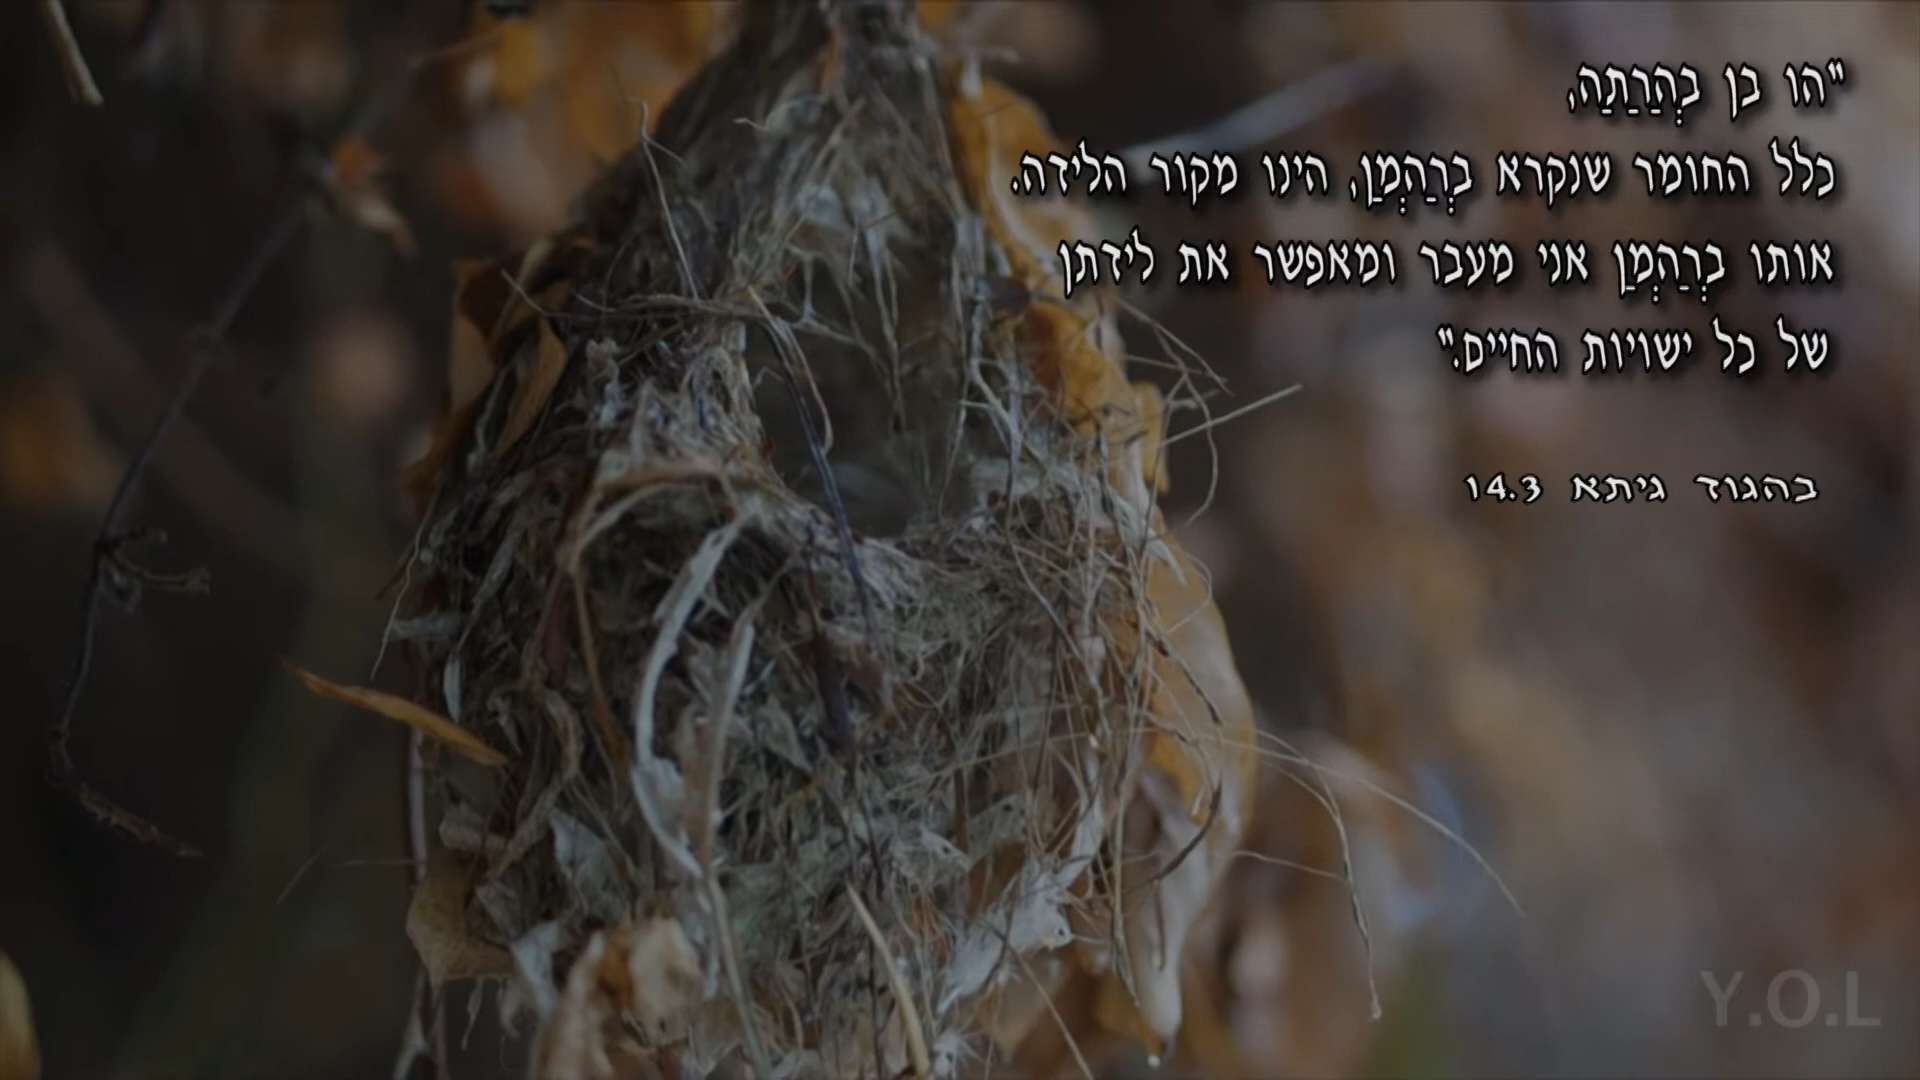 "הו בן בְּהַרַתַה,
כלל החומר שנקרא בְּרַהְמַן, הינו מקור הלידה.
אותו בְּרַהְמַן אני מעבר ומאפשר את לידתן
של כל ישויות החיים."
בהגוד גיתא 14.3
Y.O.L